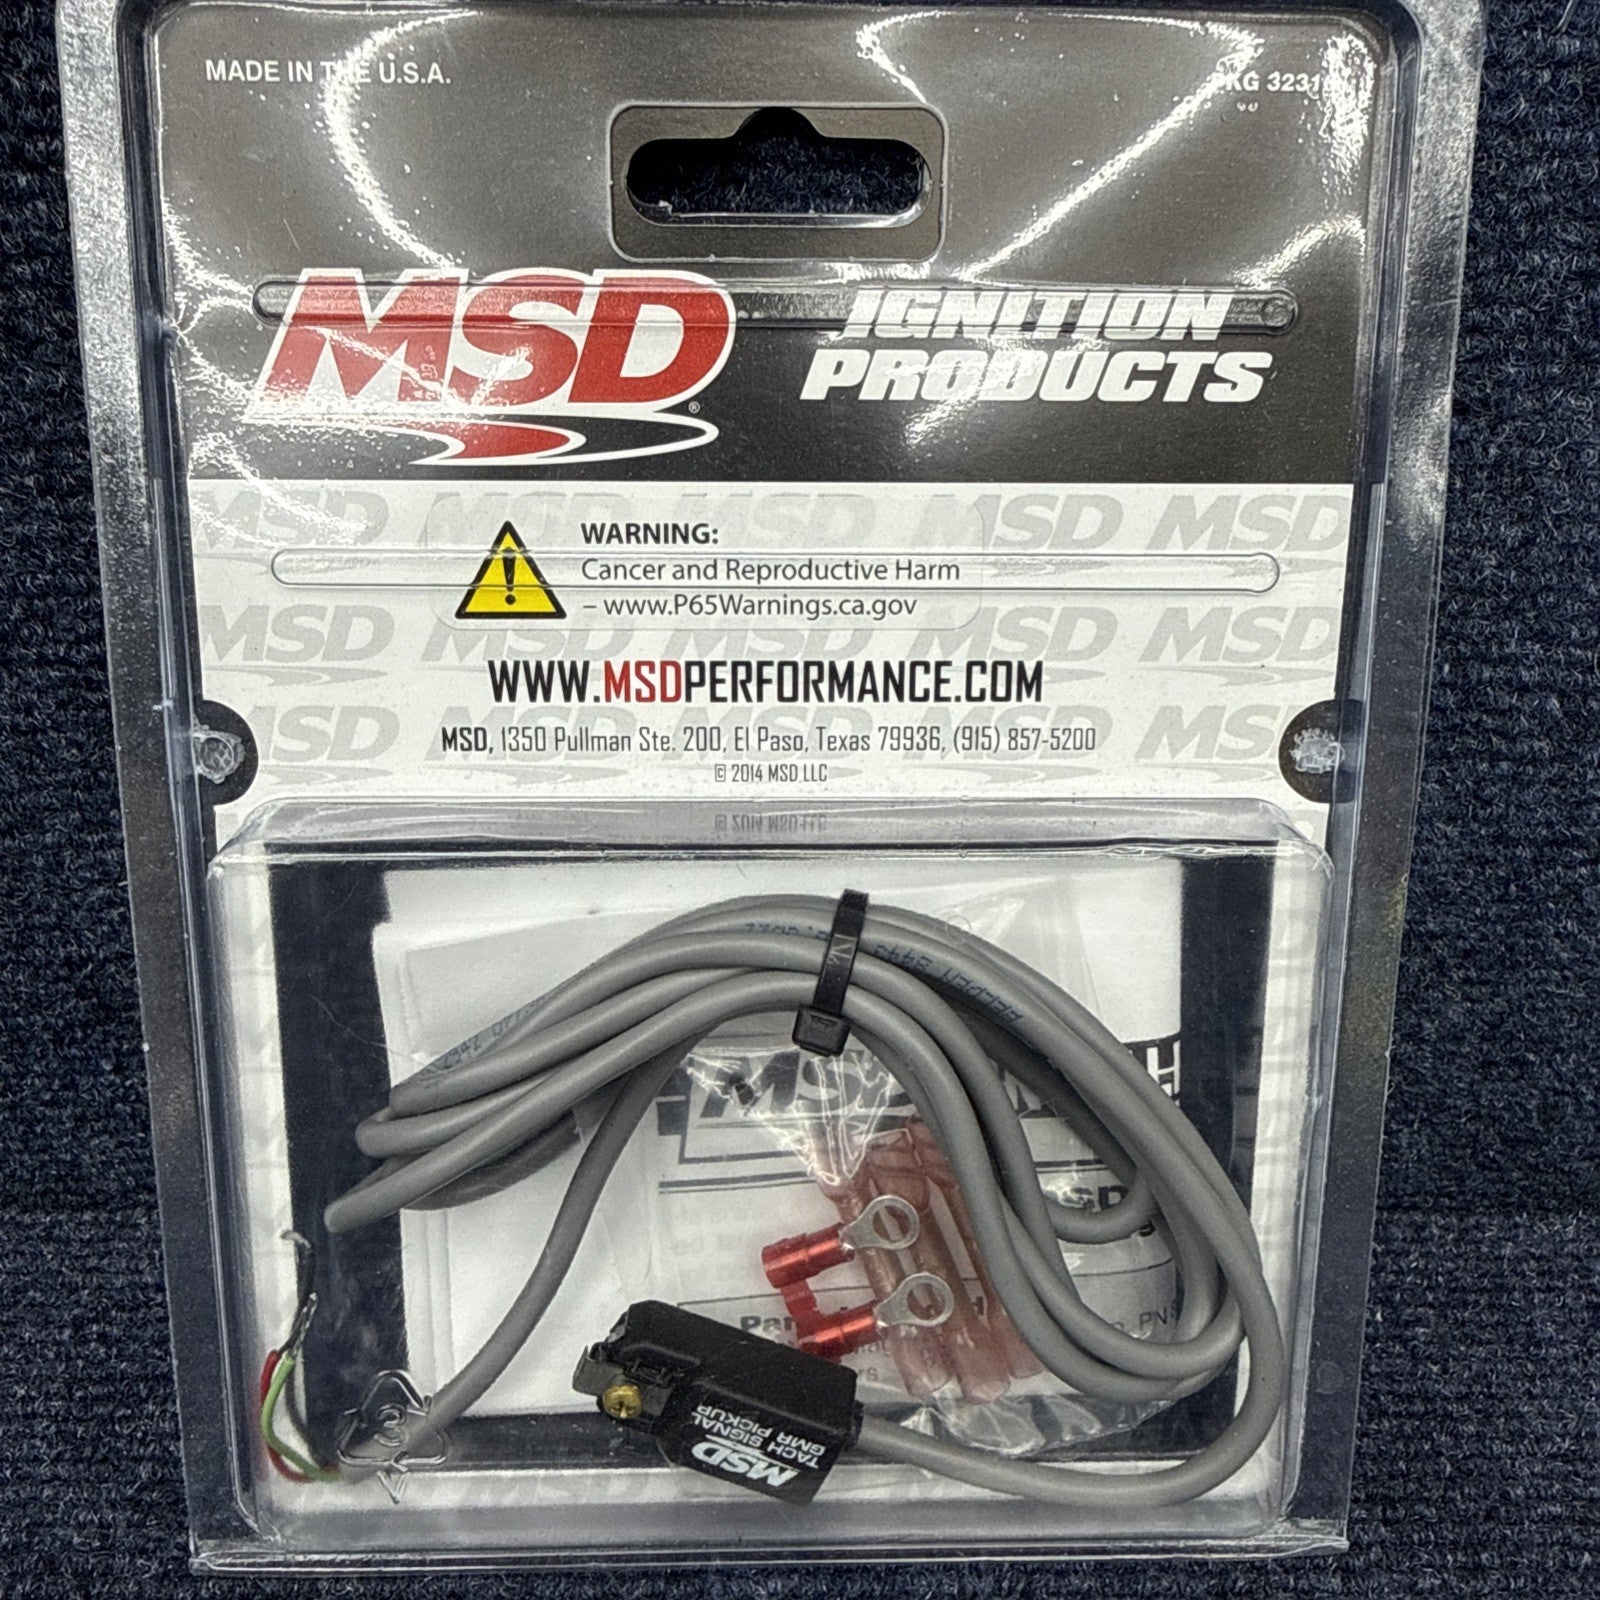 MADE IN THE U.S.A.
MSD
®
IGNITION
PRODUCTS
WARNING:
Cancer and Reproductive Harm
– www.P65Warnings.ca.gov
WWW.MSDPERFORMANCE.COM
MSD, 1350 Pullman Ste. 200, El Paso, Texas 79936, (915) 857-5200
© 2014 MSD LLC
MSD
TACH SIGNAL
GMR PICKUP
3